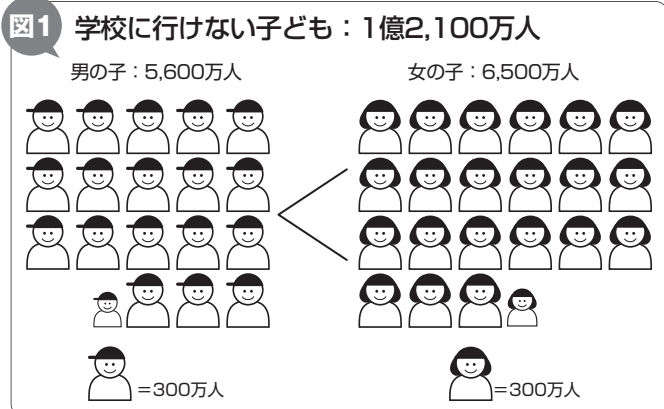 図1 学校に行けない子ども：1億2,100万人
男の子：5,600万人
女の子：6,500万人
=300万人
=300万人